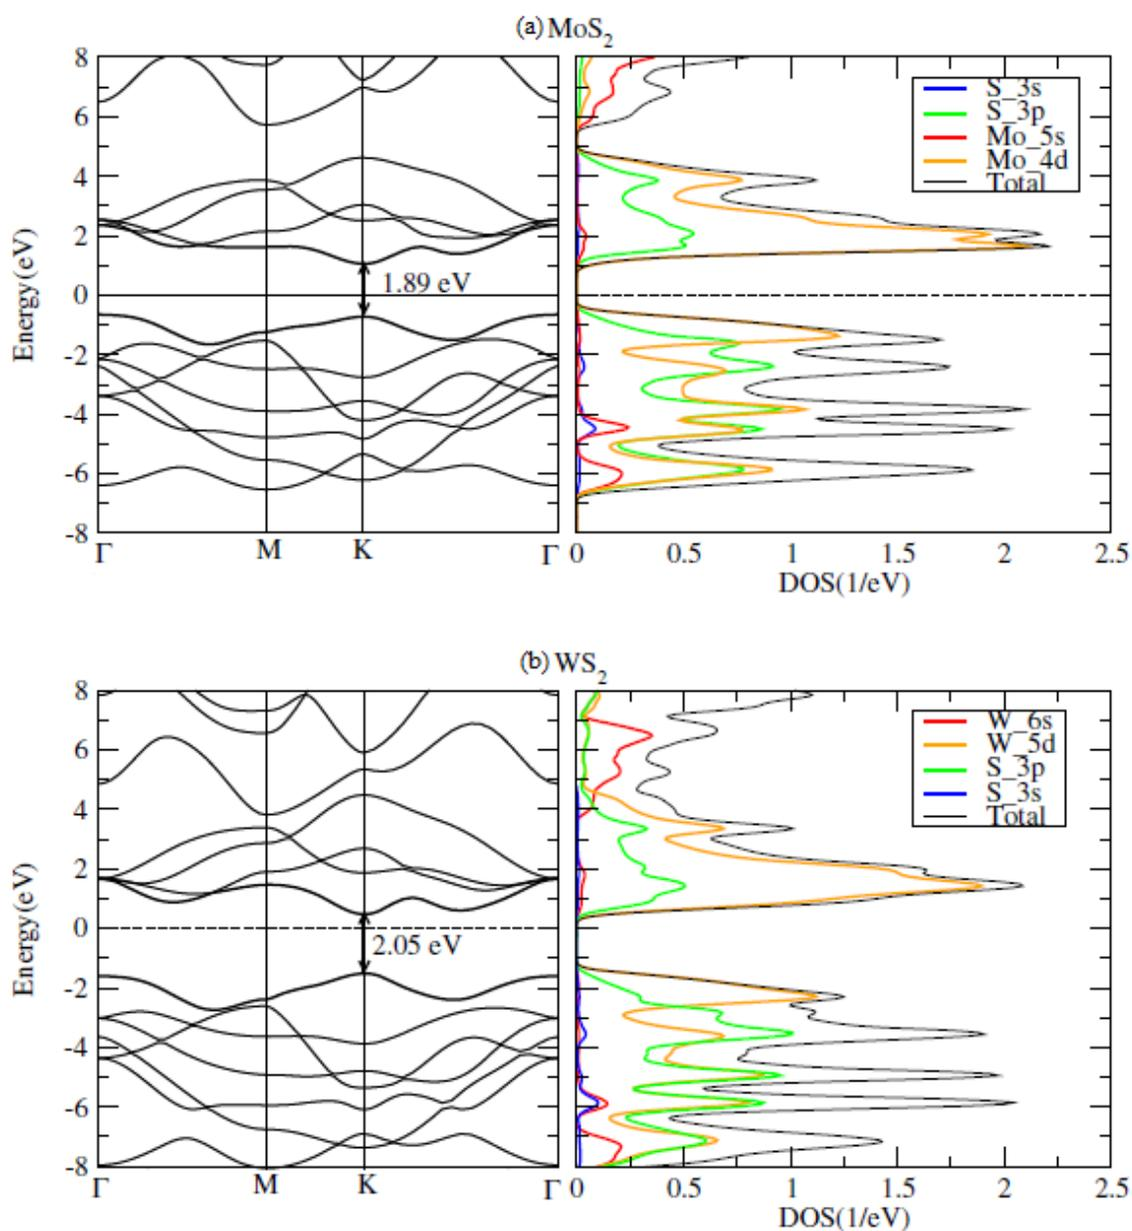 (a) MoS2
8
6
4
2
0
-2
-4
-6
-8
Energy(eV)
1.89 eV
Γ M K Γ
S_3s
S_3p
Mo_5s
Mo_4d
Total
0 0.5 1 1.5 2 2.5
DOS(1/eV)
(b) WS2
8
6
4
2
0
-2
-4
-6
-8
Energy(eV)
2.05 eV
Γ M K Γ
W_6s
W_5d
S_3p
S_3s
Total
0 0.5 1 1.5 2 2.5
DOS(1/eV)